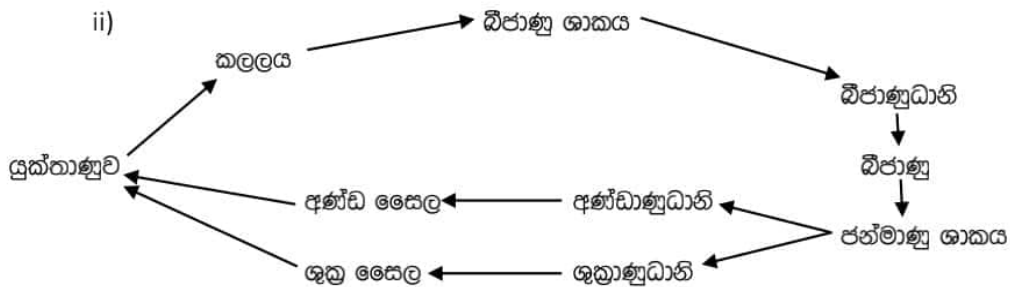 ii)
බීජාණු ශාකය
කලලය
බීජාණුධානි
යුක්තාණුව
බීජාණු
අණ්ඩ සෛල
අණ්ඩාණුධානි
ජන්මාණු ශාකය
ශුක්‍ර සෛල
ශුක්‍රාණුධානි